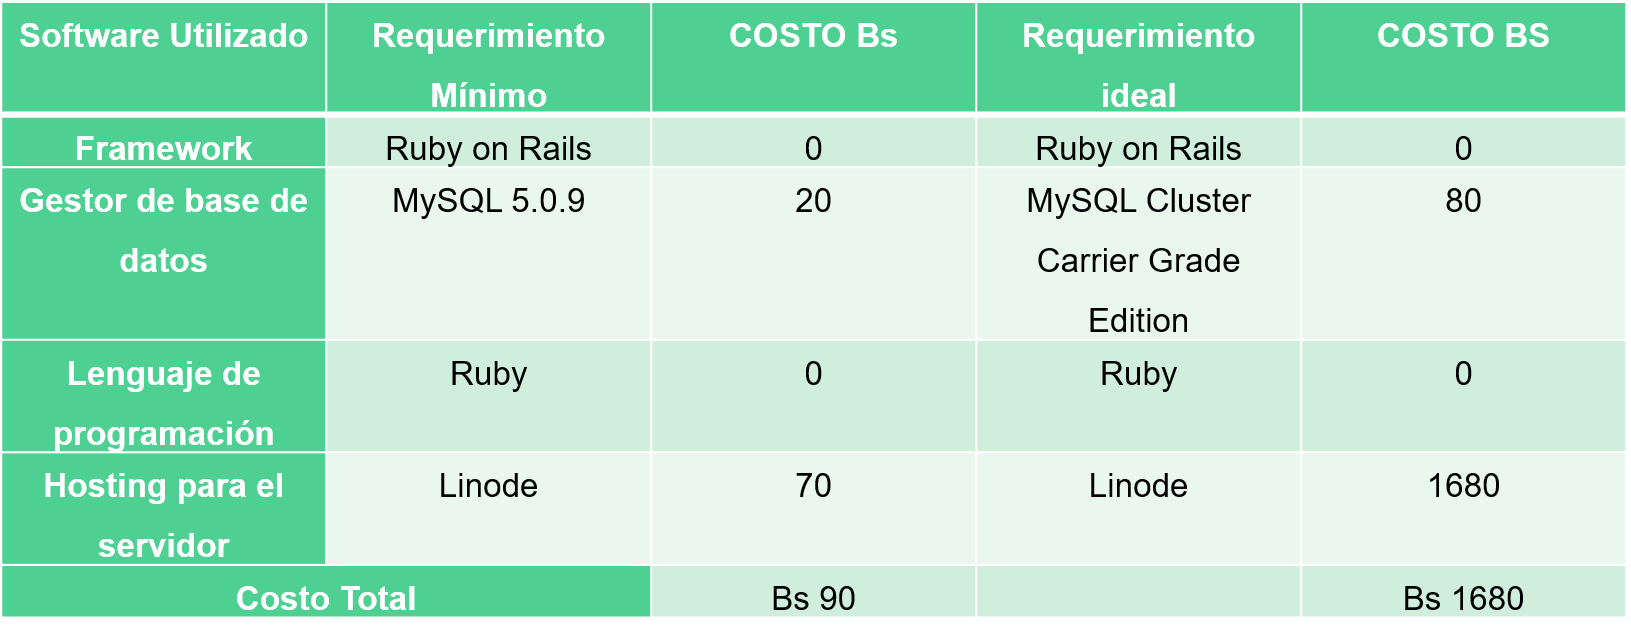 Software Utilizado
Requerimiento
Mínimo
COSTO Bs
Requerimiento
ideal
COSTO BS
Framework
Ruby on Rails
0
Ruby on Rails
0
Gestor de base de
datos
MySQL 5.0.9
20
MySQL Cluster
Carrier Grade
Edition
80
Lenguaje de
programación
Ruby
0
Ruby
0
Hosting para el
servidor
Linode
70
Linode
1680
Costo Total
Bs 90
Bs 1680